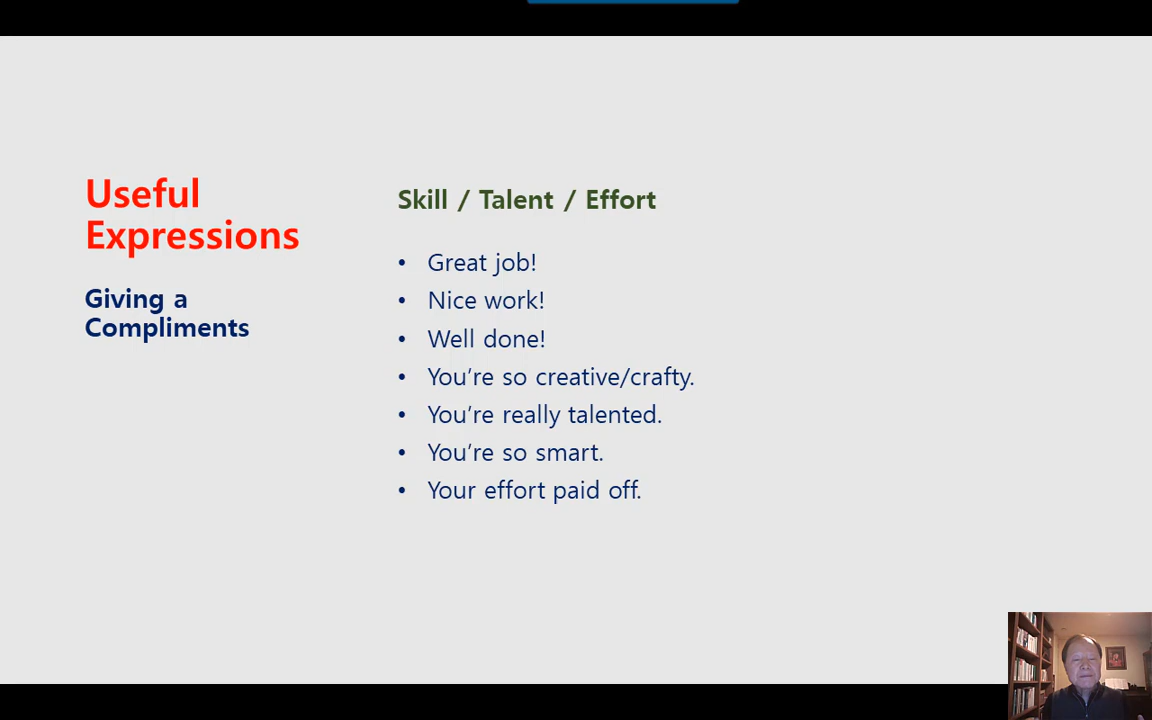 Useful
Expressions
Giving a
Compliments
Skill / Talent / Effort
• Great job!
• Nice work!
• Well done!
• You're so creative/crafty.
• You're really talented.
• You're so smart.
• Your effort paid off.